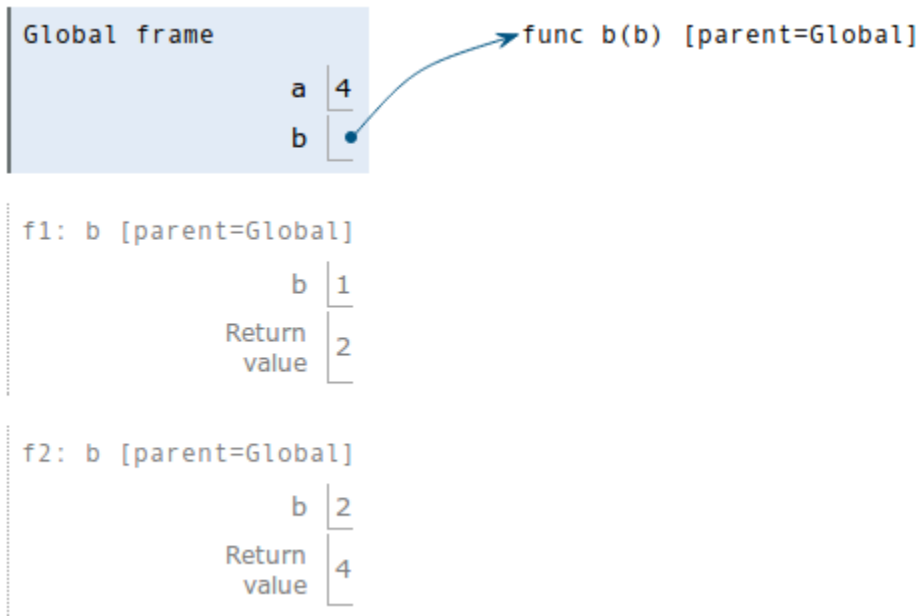 Global frame
func b(b) [parent=Global]
a 4
b
f1: b [parent=Global]
b 1
Return
value 2
f2: b [parent=Global]
b 2
Return
value 4